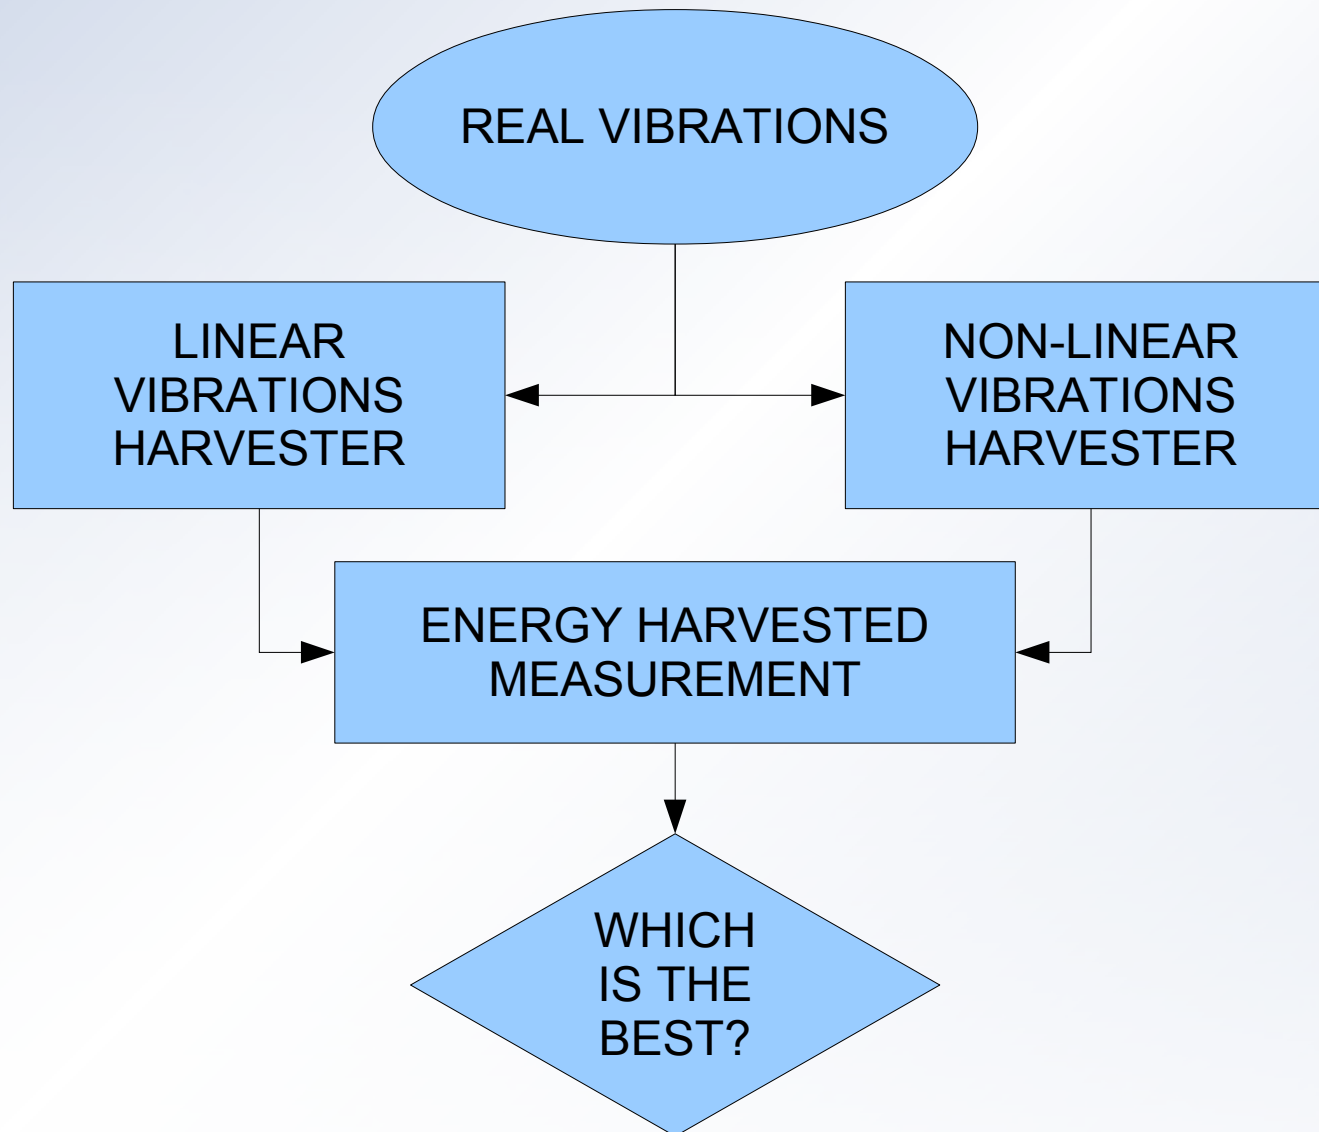 REAL VIBRATIONS
LINEAR
VIBRATIONS
HARVESTER
NON-LINEAR
VIBRATIONS
HARVESTER
ENERGY HARVESTED
MEASUREMENT
WHICH
IS THE
BEST?